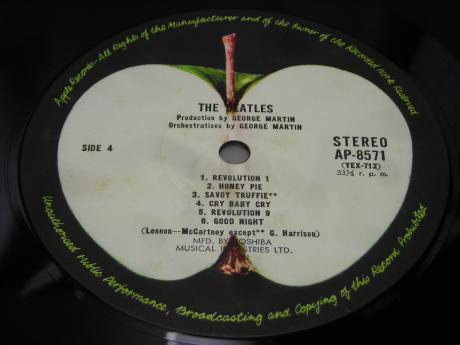 Apple Records—All Rights of the Manufacturer and of the Owner of the Recorded Work Reserved
THE BEATLES
Production by GEORGE MARTIN
Orchestrations by GEORGE MARTIN
SIDE 4
STEREO
AP-8571
(YEX-712)
33⅓ r. p. m.
1. REVOLUTION 1
2. HONEY PIE
3. SAVOY TRUFFIE**
4. CRY BABY CRY
5. REVOLUTION 9
6. GOOD NIGHT
(Lennon—McCartney except** G. Harrison)
MFD. BY TOSHIBA
MUSICAL INDUSTRIES LTD.
Unauthorised Public Performance, Broadcasting and Copying of this Record Prohibited